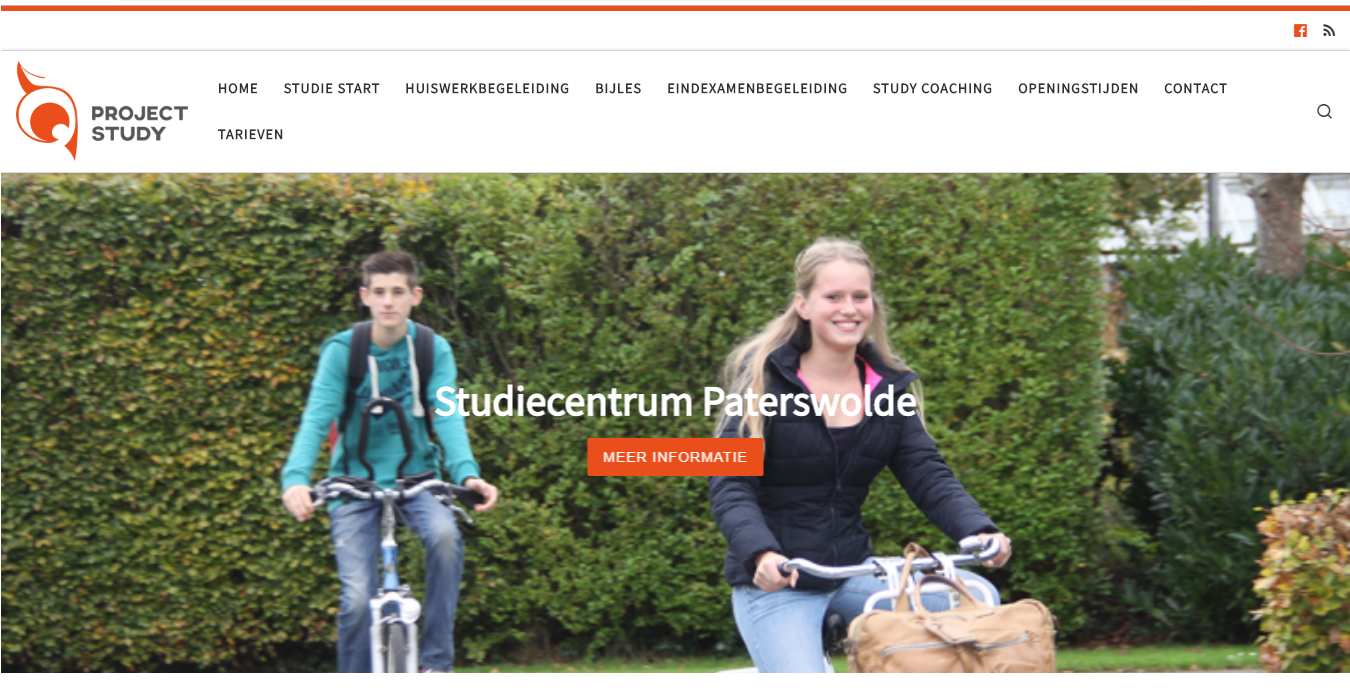 PROJECT
STUDY
HOME STUDIE START HUISWERKBEGELEIDING BIJLES EINDEXAMENBEGELEIDING STUDY COACHING OPENINGSTIJDEN CONTACT
TARIEVEN
Studiecentrum Paterswolde
MEER INFORMATIE